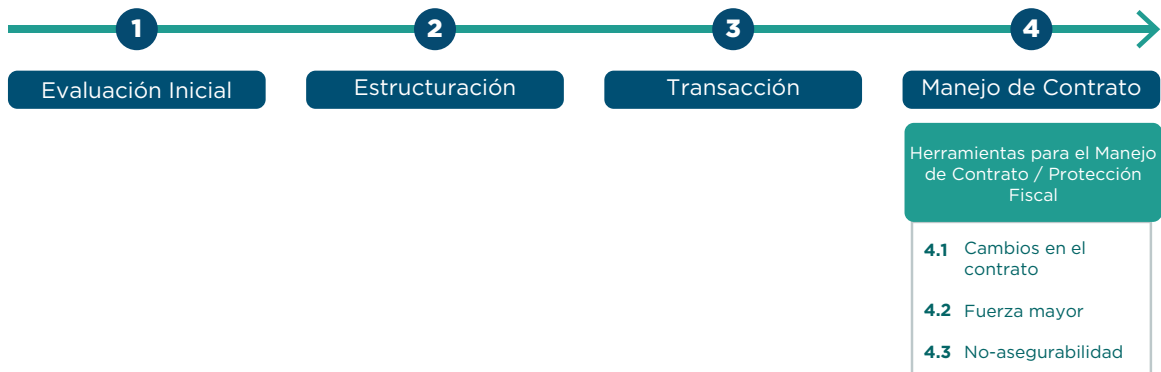 1
2
3
4
Evaluación Inicial
Estructuración
Transacción
Manejo de Contrato
Herramientas para el Manejo
de Contrato / Protección
Fiscal
4.1 Cambios en el
contrato
4.2 Fuerza mayor
4.3 No-asegurabilidad